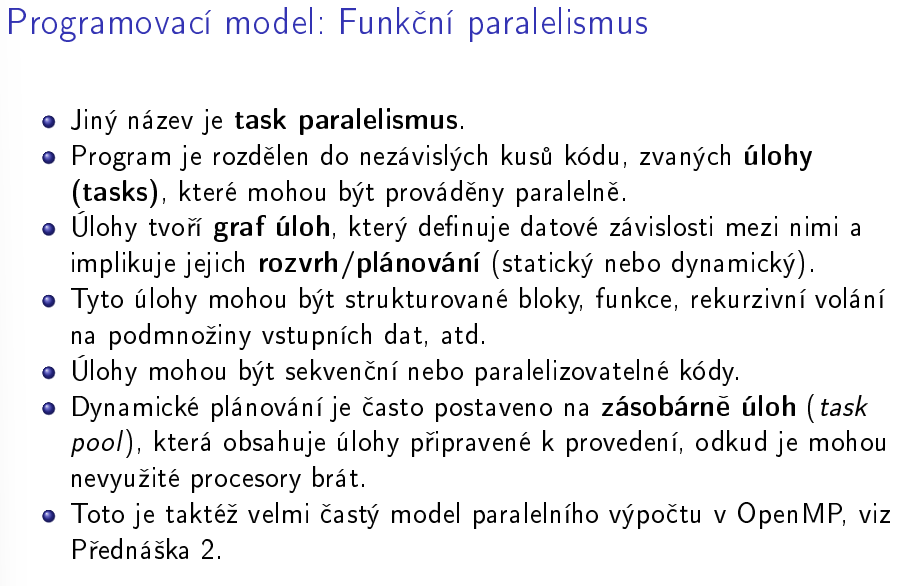 Programovací model: Funkční paralelismus
Jiný název je task paralelismus.
Program je rozdělen do nezávislých kusů kódu, zvaných úlohy
(tasks), které mohou být prováděny paralelně.
Úlohy tvoří graf úloh, který definuje datové závislosti mezi nimi a
implikuje jejich rozvrh/plánování (statický nebo dynamický).
Tyto úlohy mohou být strukturované bloky, funkce, rekurzivní volání
na podmnožiny vstupních dat, atd.
Úlohy mohou být sekvenční nebo paralelizovatelné kódy.
Dynamické plánování je často postaveno na zásobárně úloh (task
pool), která obsahuje úlohy připravené k provedení, odkud je mohou
nevyužité procesory brát.
Toto je taktéž velmi častý model paralelního výpočtu v OpenMP, viz
Přednáška 2.